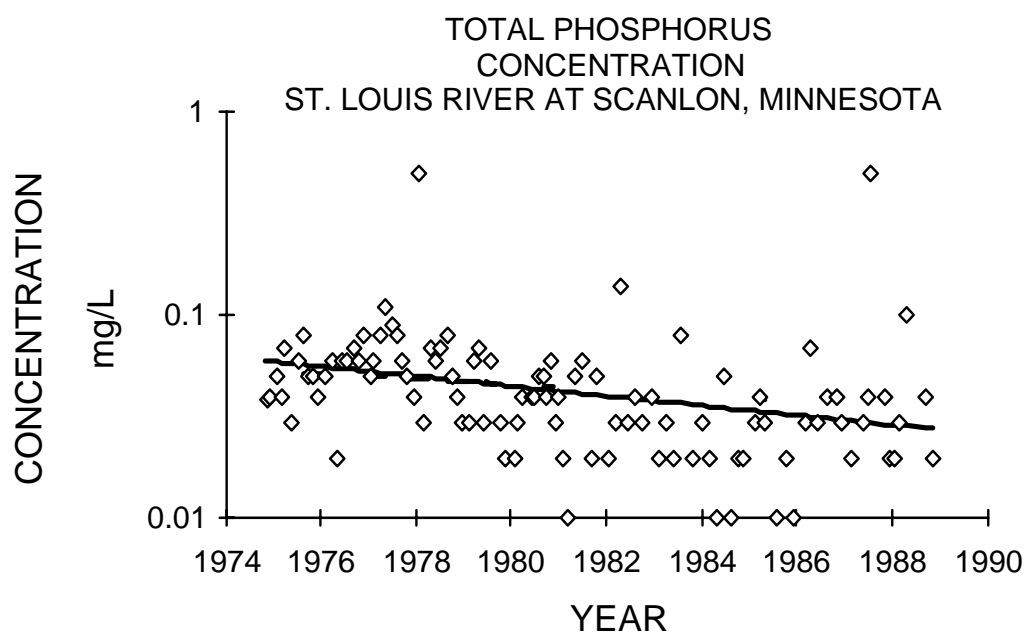 TOTAL PHOSPHORUS
CONCENTRATION
ST. LOUIS RIVER AT SCANLON, MINNESOTA
CONCENTRATION
mg/L
1
0.1
0.01
1974 1976 1978 1980 1982 1984 1986 1988 1990
YEAR